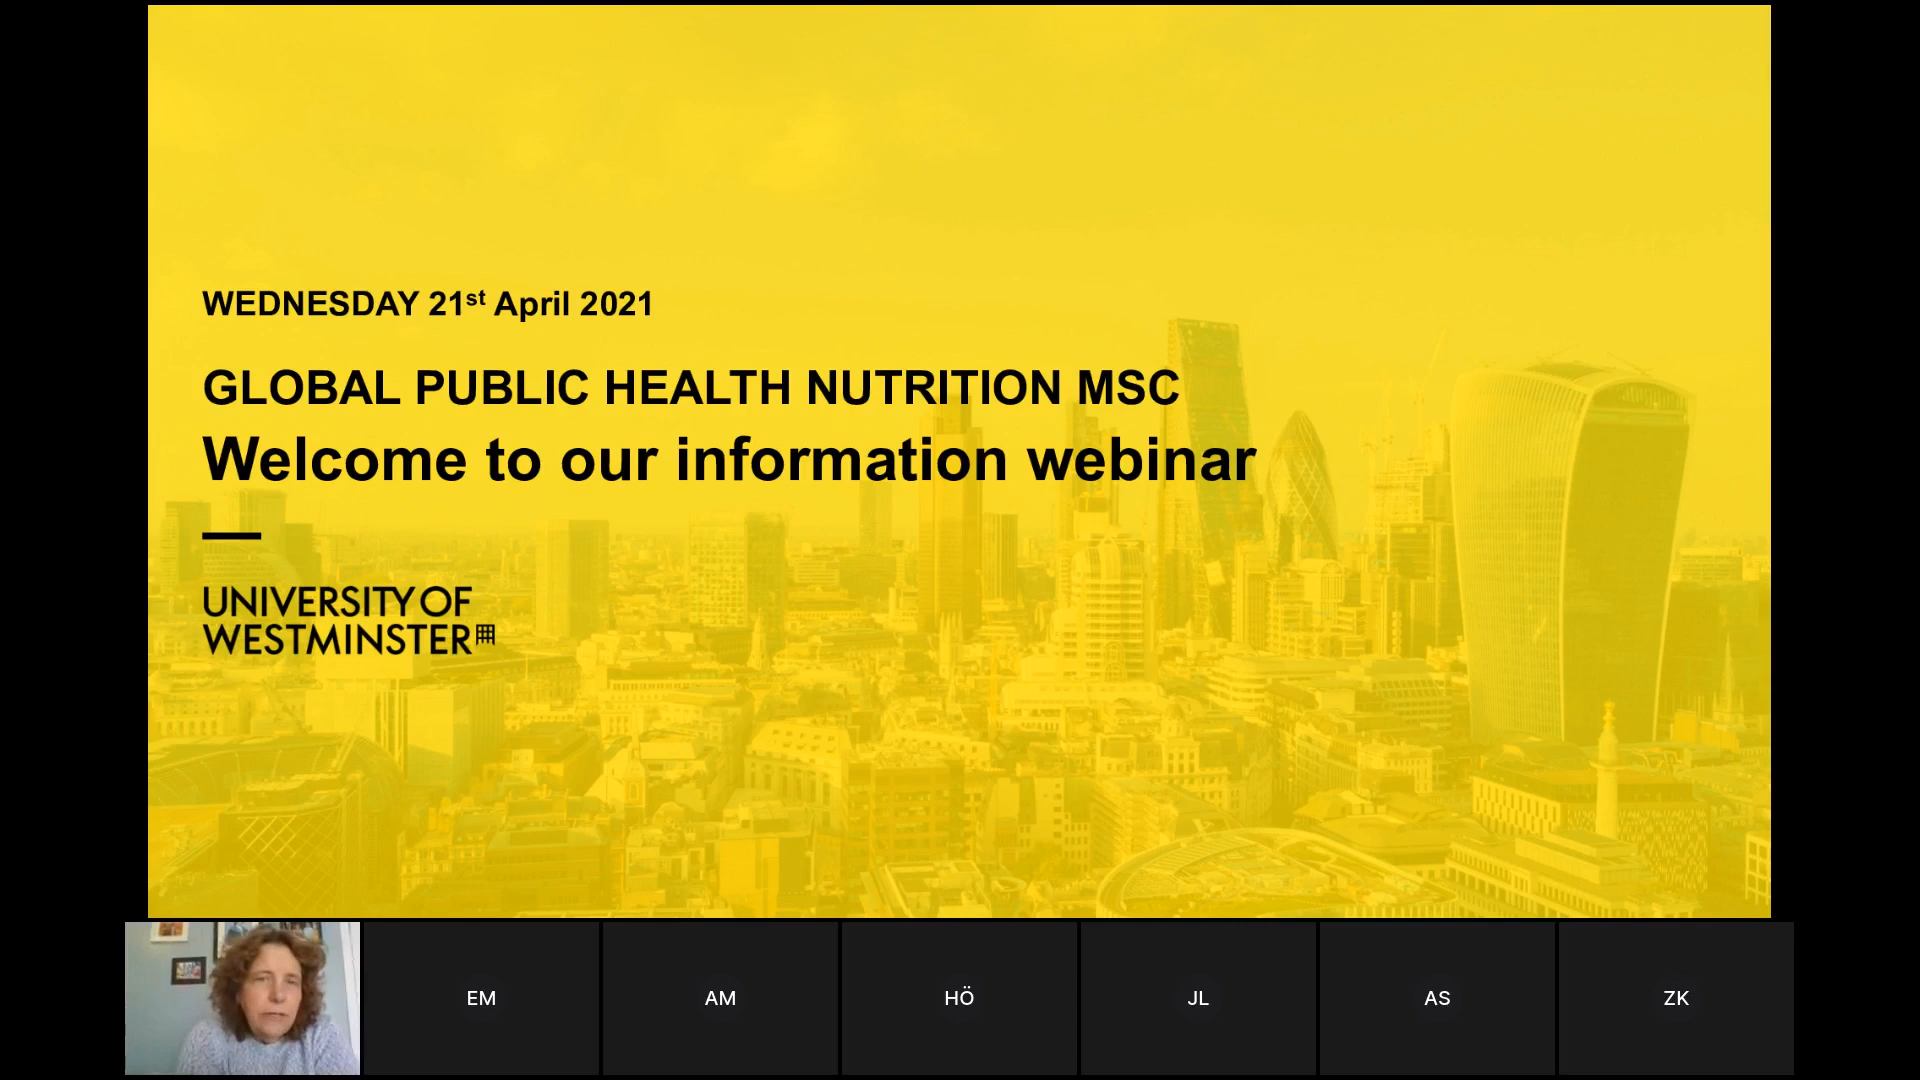 WEDNESDAY 21st April 2021
GLOBAL PUBLIC HEALTH NUTRITION MSC
Welcome to our information webinar
UNIVERSITY OF
WESTMINSTER
EM
AM
HÖ
JL
AS
ZK